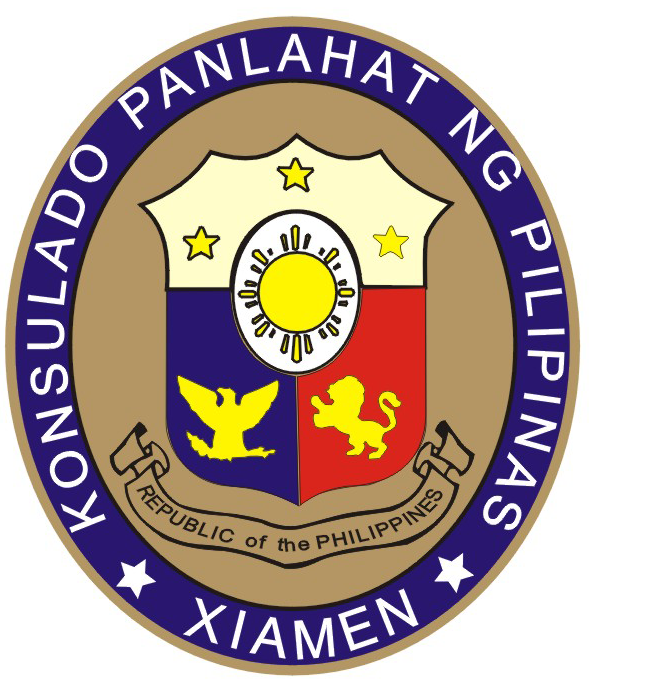 KONSULADO PANLAHAT NG PILIPINAS
REPUBLIC of the PHILIPPINES
XIAMEN